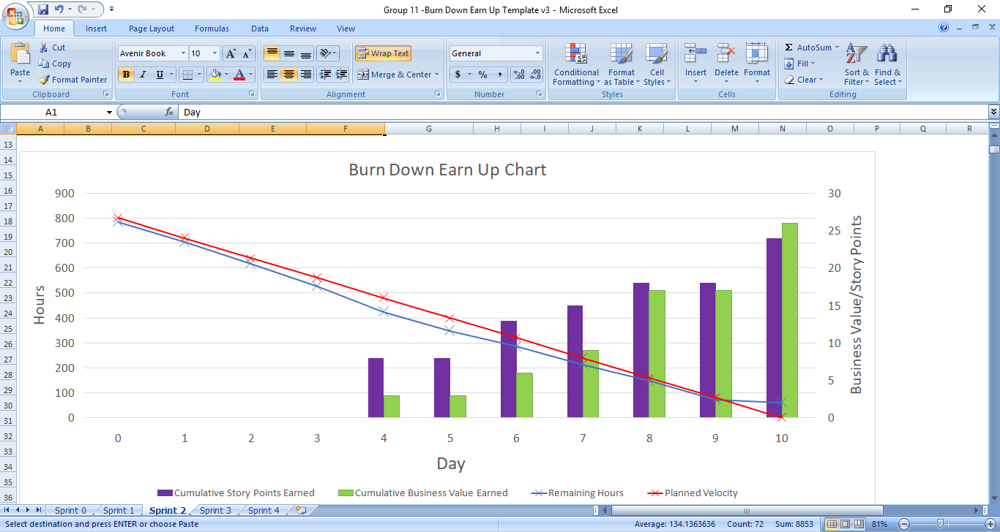 Group 11 -Burn Down Earn Up Template v3 - Microsoft Excel
Home Insert Page Layout Formulas Data Review View
Paste Cut Copy Format Painter Clipboard
Avenir Book 10 A A B I U A Font
Wrap Text Merge & Center Alignment
General $ % , .00 .0 Number
Conditional Formatting Format as Table Cell Styles Styles
Insert Delete Format Cells
Σ AutoSum Fill Clear Sort & Filter Find & Select Editing
A1 fx Day
A B C D E F G H I J K L M N O P Q R
13
14
15
16
17
18
19
20
21
22
23
24
25
26
27
28
29
30
31
32
33
34
35
36
Burn Down Earn Up Chart
900 30
800 25
700 20
600 15
500 10
400 5
300 0
200
100
0
Hours
Business Value/Story Points
0 1 2 3 4 5 6 7 8 9 10
Day
Cumulative Story Points Earned Cumulative Business Value Earned Remaining Hours Planned Velocity
Sprint 0 Sprint 1 Sprint 2 Sprint 3 Sprint 4
Select destination and press ENTER or choose Paste Average: 134.1363636 Count: 72 Sum: 8853 81%